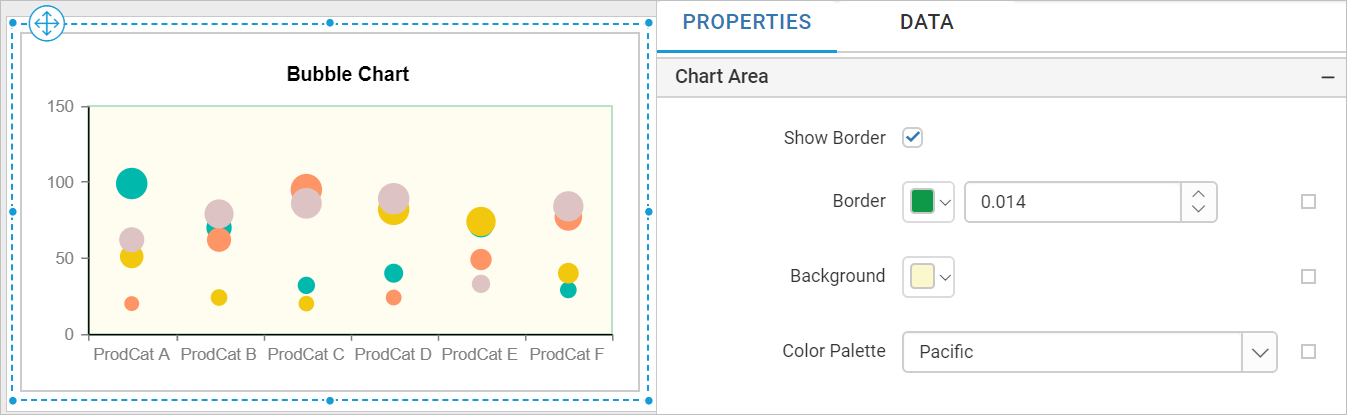 Bubble Chart
150
100
50
0
ProdCat A ProdCat B ProdCat C ProdCat D ProdCat E ProdCat F
PROPERTIES DATA
Chart Area
Show Border
Border 0.014
Background
Color Palette Pacific